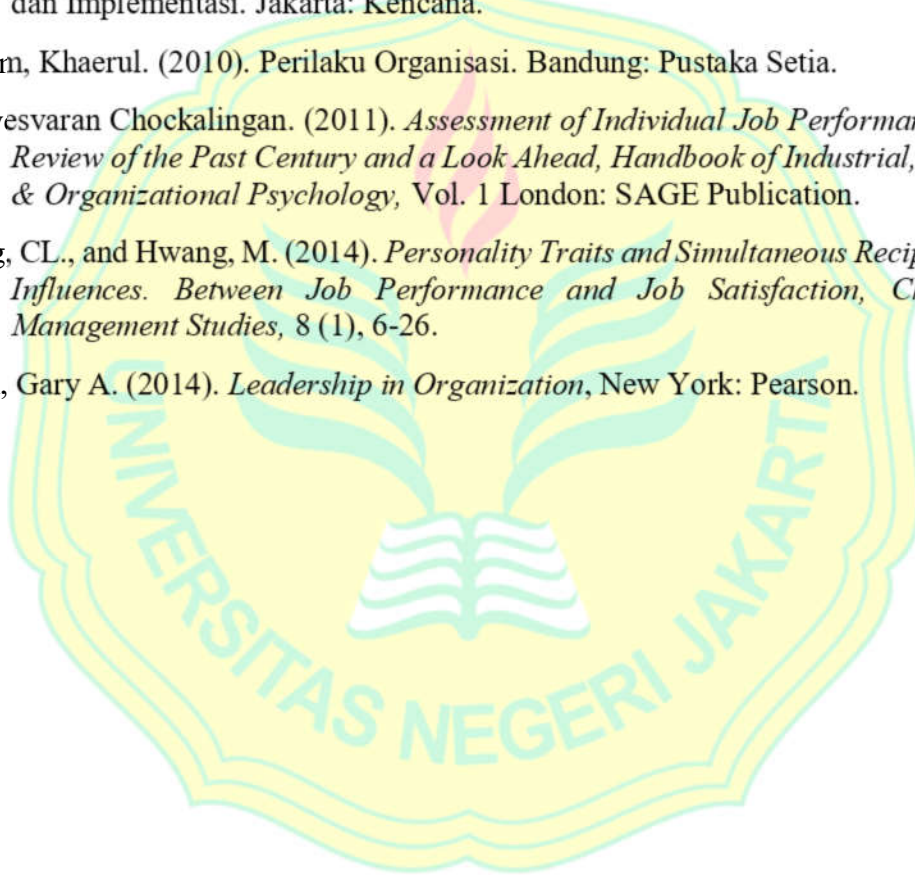 dan Implementasi. Jakarta: Kencana.
m, Khaerul. (2010). Perilaku Organisasi. Bandung: Pustaka Setia.
esvaran Chockalingan. (2011). Assessment of Individual Job Performan
Review of the Past Century and a Look Ahead, Handbook of Industrial,
& Organizational Psychology, Vol. 1 London: SAGE Publication.
g, CL., and Hwang, M. (2014). Personality Traits and Simultaneous Recip
Influences. Between Job Performance and Job Satisfaction, C
Management Studies, 8 (1), 6-26.
, Gary A. (2014). Leadership in Organization, New York: Pearson.
UNIVERSITAS NEGERI JAKARTA